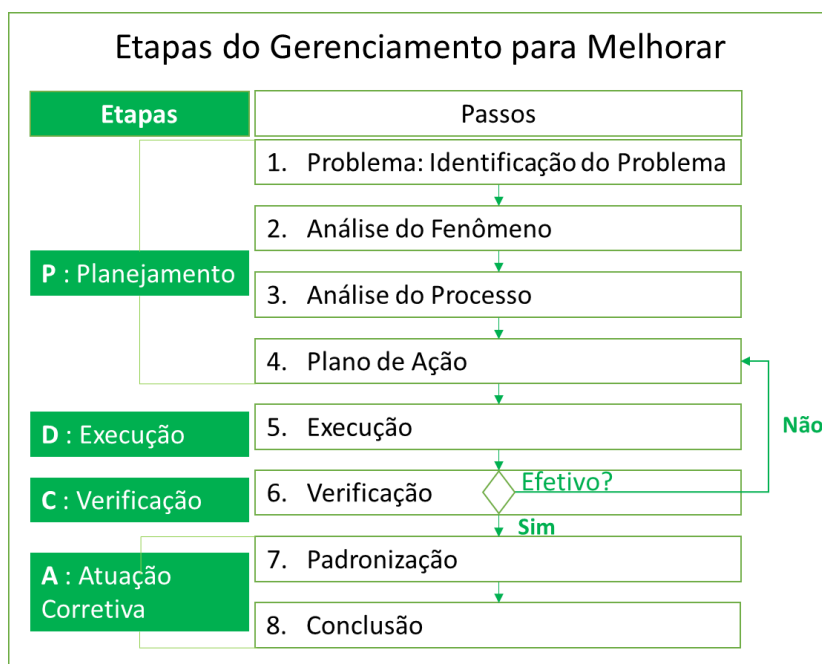 Etapas do Gerenciamento para Melhorar
Etapas
Passos
1. Problema: Identificação do Problema
2. Análise do Fenômeno
P : Planejamento
3. Análise do Processo
4. Plano de Ação
D : Execução
5. Execução
Não
C : Verificação
6. Verificação
Efetivo?
Sim
A : Atuação
Corretiva
7. Padronização
8. Conclusão